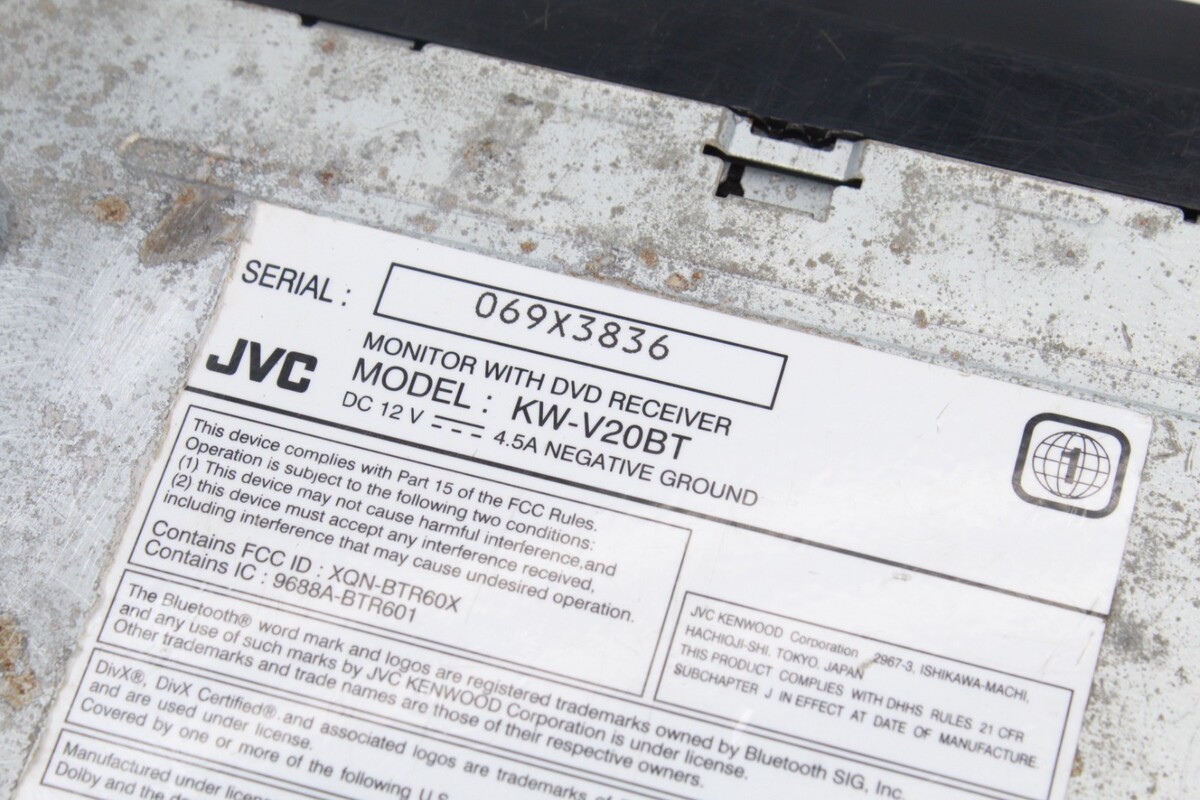 SERIAL : 069X3836
JVC
MONITOR WITH DVD RECEIVER
MODEL : KW-V20BT
DC 12 V 4.5A NEGATIVE GROUND
1
This device complies with Part 15 of the FCC Rules.
Operation is subject to the following two conditions:
(1) This device may not cause harmful interference,and
(2) this device must accept any interference received,
including interference that may cause undesired operation.
Contains FCC ID : XQN-BTR60X
Contains IC : 9688A-BTR601
JVC KENWOOD Corporation 2967-3, ISHIKAWA-MACHI,
HACHIOJI-SHI, TOKYO, JAPAN
THIS PRODUCT COMPLIES WITH DHHS RULES 21 CFR
SUBCHAPTER J IN EFFECT AT DATE OF MANUFACTURE.
The Bluetooth® word mark and logos are registered trademarks owned by Bluetooth SIG, Inc.
and any use of such marks by JVC KENWOOD Corporation is under license.
Other trademarks and trade names are those of their respective owners.
DivX®, DivX Certified® and associated logos are trademarks of
and are used under license.
Covered by one or more of the following U.S.
Manufactured under
Dolby and the